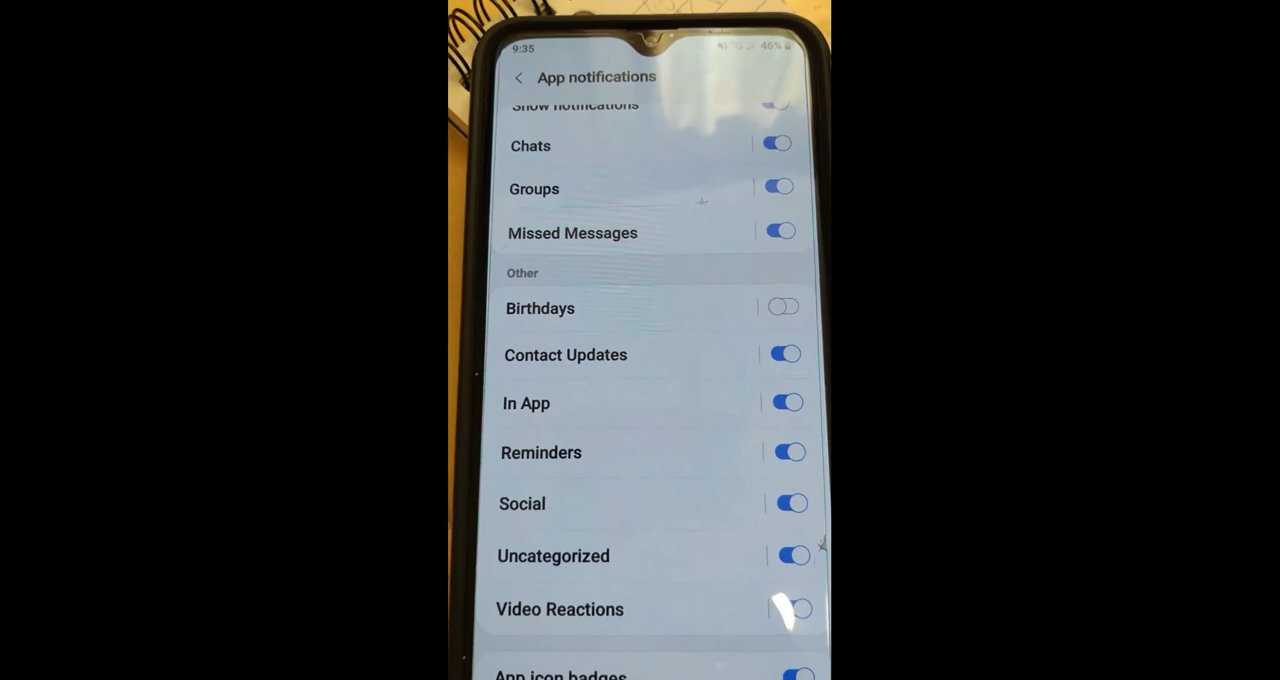 9:35
46%
App notifications
Show notifications
Chats
Groups
Missed Messages
Other
Birthdays
Contact Updates
In App
Reminders
Social
Uncategorized
Video Reactions
App icon badges